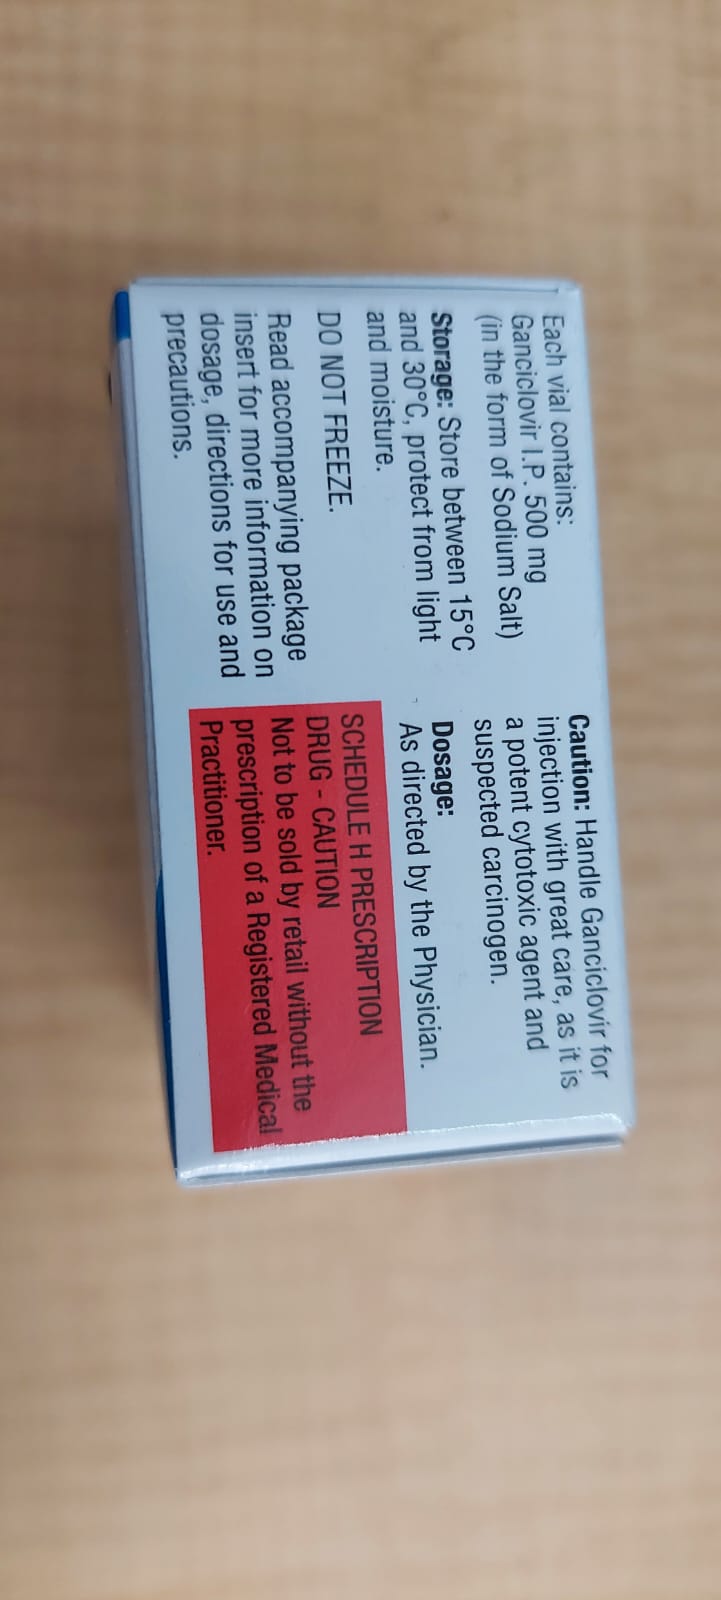 Each vial contains:
Ganciclovir I.P. 500 mg
(in the form of Sodium Salt)
Storage: Store between 15°C
and 30°C, protect from light
and moisture.
DO NOT FREEZE.
Read accompanying package
insert for more information on
dosage, directions for use and
precautions.
Caution: Handle Ganciclovir for
injection with great care, as it is
a potent cytotoxic agent and
suspected carcinogen.
Dosage:
As directed by the Physician.
SCHEDULE H PRESCRIPTION
DRUG - CAUTION
Not to be sold by retail without the
prescription of a Registered Medical
Practitioner.